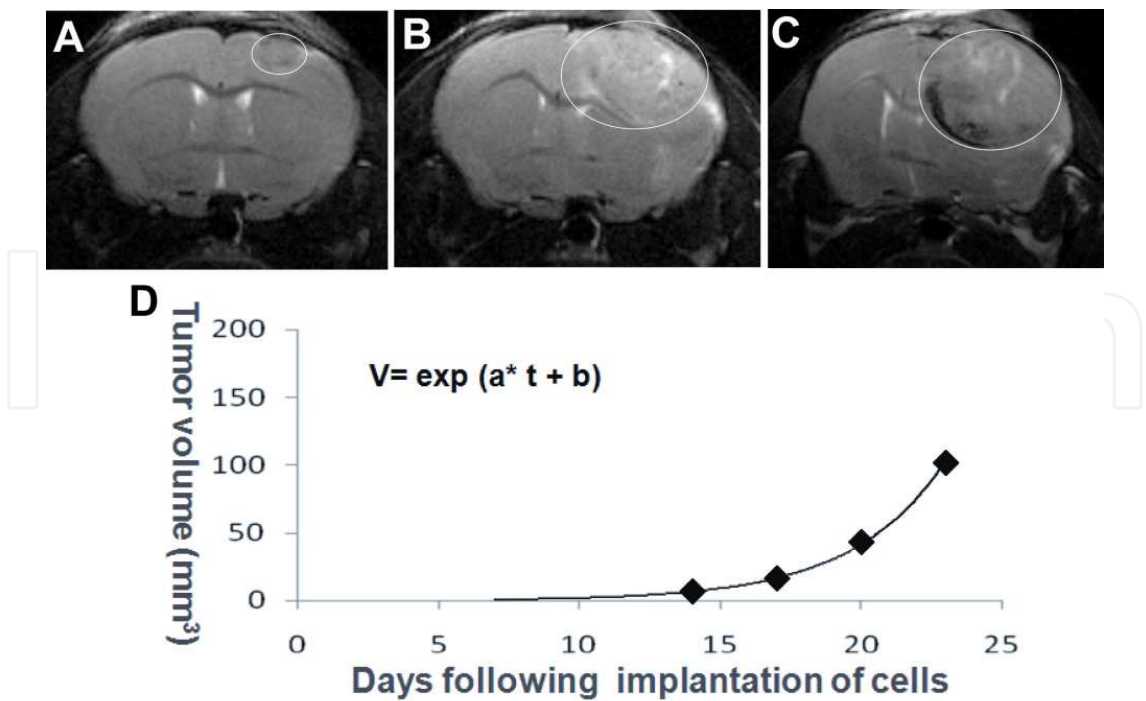 A
B
C
D
Tumor volume (mm³)
200
150
100
50
0
V= exp (a* t + b)
0 5 10 15 20 25
Days following implantation of cells